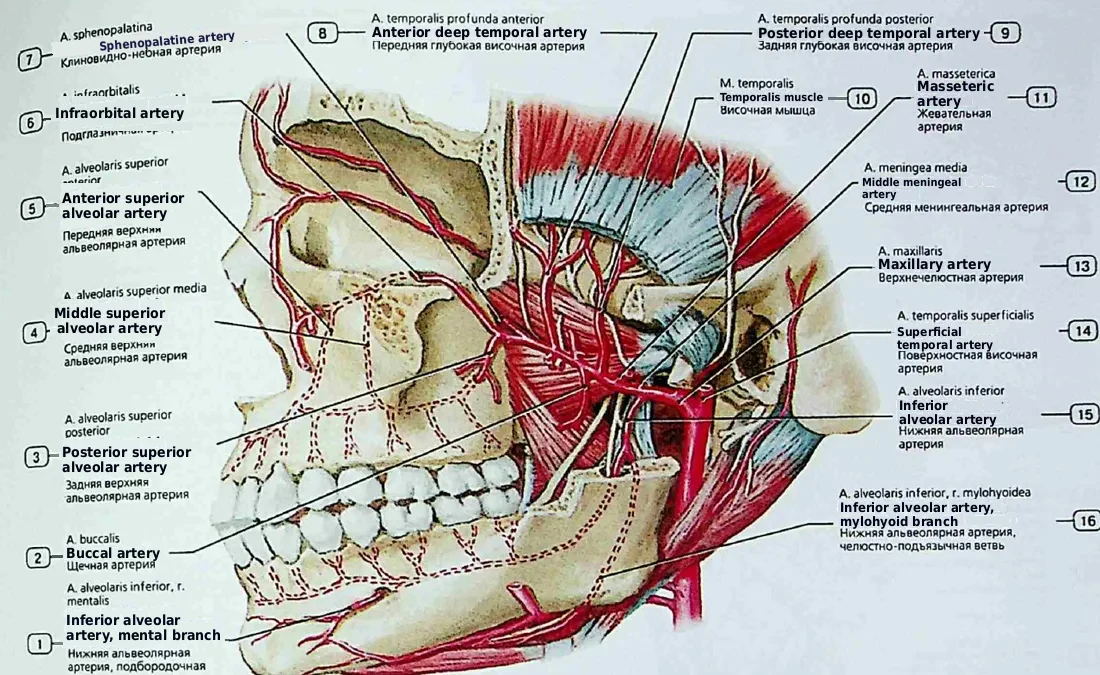 7
A. sphenopalatina
Sphenopalatine artery
Клиновидно-небная артерия
6
A. infraorbitalis
Infraorbital artery
5
A. alveolaris superior
anterior
Anterior superior
alveolar artery
Передняя верхняя
альвеолярная артерия
4
A. alveolaris superior media
Middle superior
alveolar artery
Средняя верхняя
альвеолярная артерия
3
A. alveolaris superior
posterior
Posterior superior
alveolar artery
Задняя верхняя
альвеолярная артерия
2
A. buccalis
Buccal artery
Щечная артерия
1
A. alveolaris inferior, r.
mentalis
Inferior alveolar
artery, mental branch
Нижняя альвеолярная
артерия, подбородочная
8
A. temporalis profunda anterior
Anterior deep temporal artery
Передняя глубокая височная артерия
A. temporalis profunda posterior
Posterior deep temporal artery
Задняя глубокая височная артерия
9
M. temporalis
Temporalis muscle
Височная мышца
10
A. masseterica
Masseteric
artery
Жевательная
артерия
11
A. meningea media
Middle meningeal
artery
Средняя менингеальная артерия
12
A. maxillaris
Maxillary artery
Верхнечелюстная артерия
13
A. temporalis superficialis
Superficial
temporal artery
Поверхностная височная
артерия
14
A. alveolaris inferior
Inferior
alveolar artery
Нижняя альвеолярная
артерия
15
A. alveolaris inferior, r. mylohyoidea
Inferior alveolar artery,
mylohyoid branch
Нижняя альвеолярная артерия,
челюстно-подъязычная ветвь
16